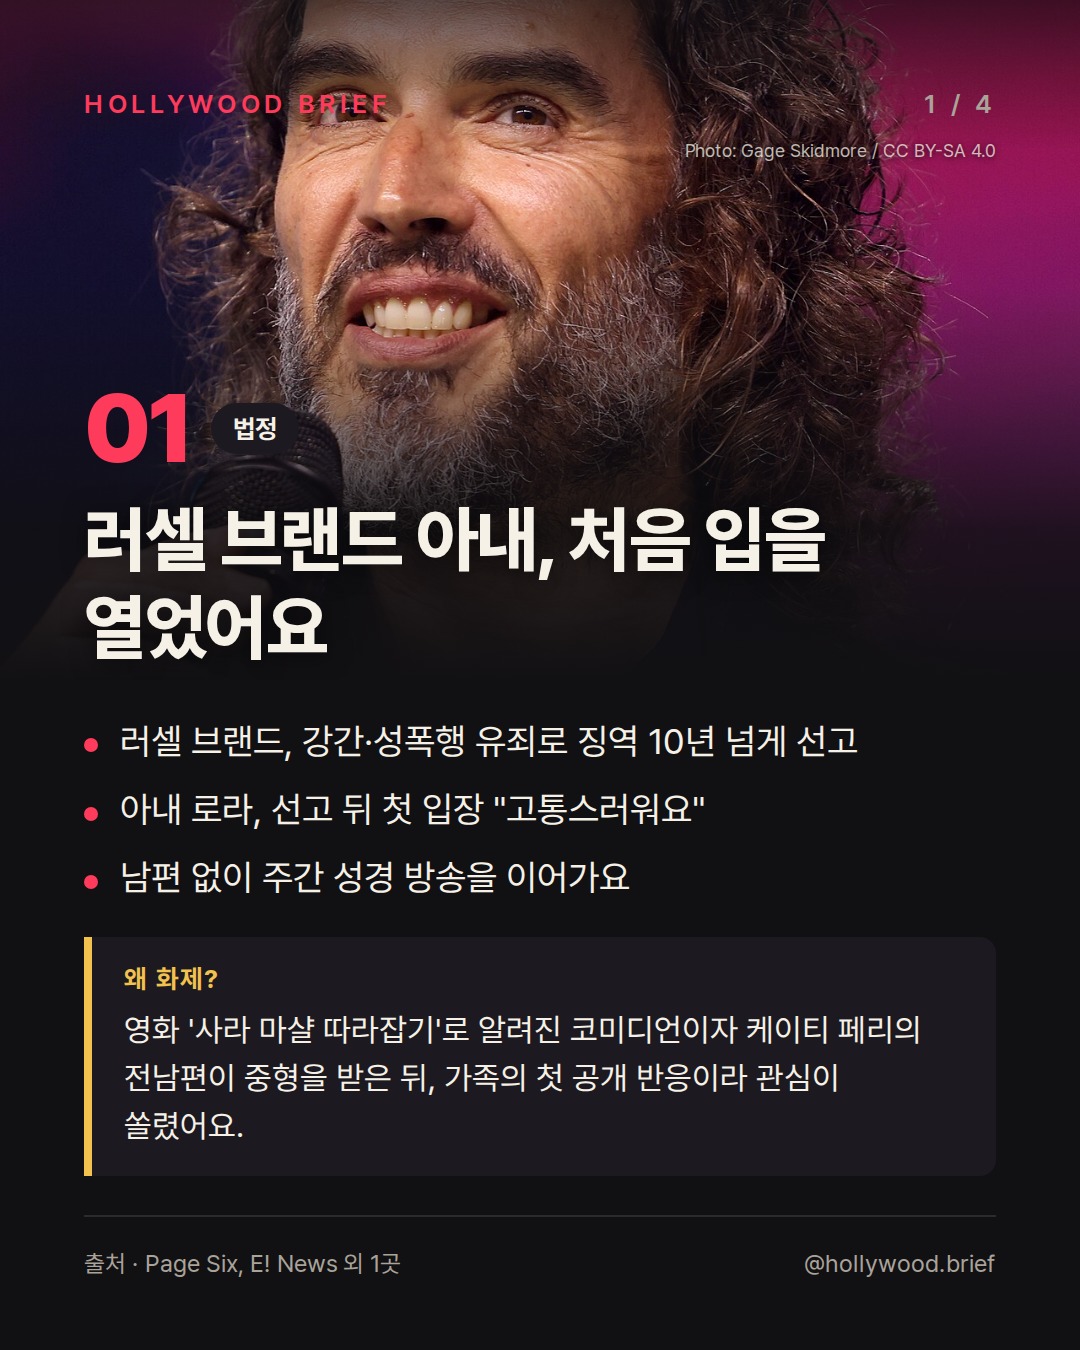 HOLLYWOOD BRIEF
1 / 4
Photo: Gage Skidmore / CC BY-SA 4.0
01
법정
러셀 브랜드 아내, 처음 입을
열었어요
러셀 브랜드, 강간·성폭행 유죄로 징역 10년 넘게 선고
아내 로라, 선고 뒤 첫 입장 "고통스러워요"
남편 없이 주간 성경 방송을 이어가요
왜 화제?
영화 '사라 마샬 따라잡기'로 알려진 코미디언이자 케이티 페리의
전남편이 중형을 받은 뒤, 가족의 첫 공개 반응이라 관심이
쏠렸어요.
출처 · Page Six, E! News 외 1곳
@hollywood.brief